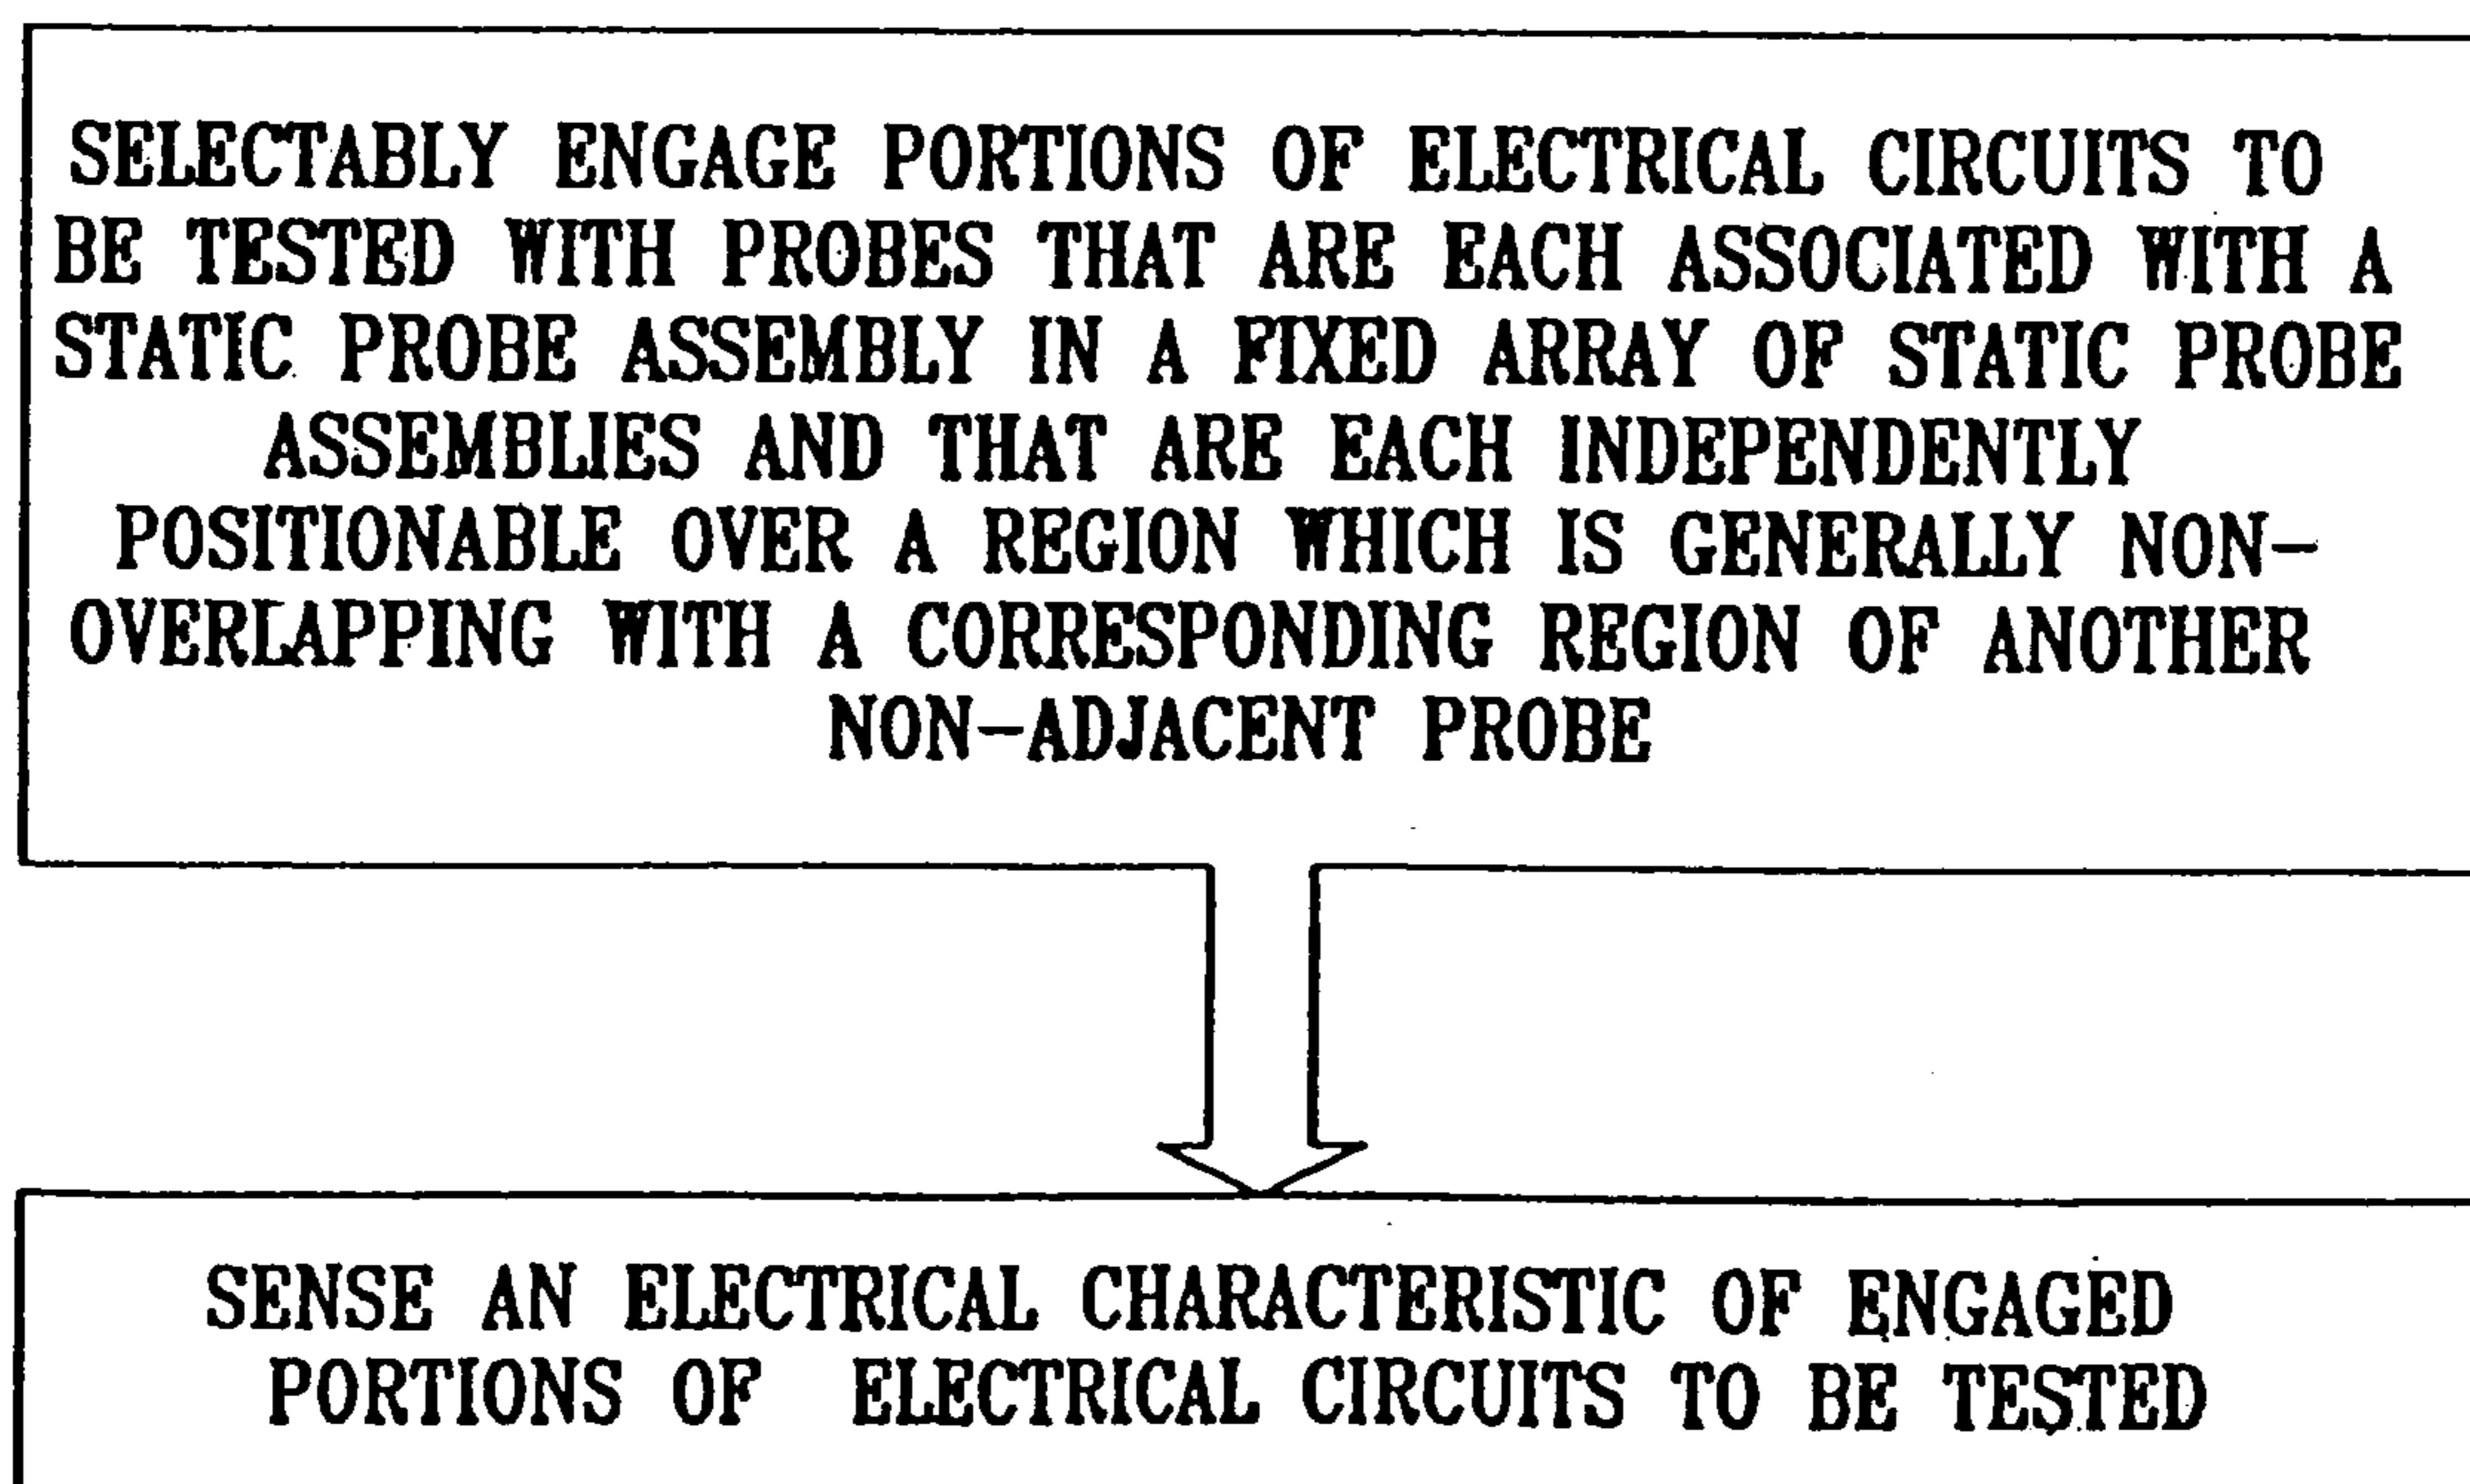 SELECTABLY ENGAGE PORTIONS OF ELECTRICAL CIRCUITS TO
BE TESTED WITH PROBES THAT ARE EACH ASSOCIATED WITH A
STATIC PROBE ASSEMBLY IN A FIXED ARRAY OF STATIC PROBE
ASSEMBLIES AND THAT ARE EACH INDEPENDENTLY
POSITIONABLE OVER A REGION WHICH IS GENERALLY NON-
OVERLAPPING WITH A CORRESPONDING REGION OF ANOTHER
NON-ADJACENT PROBE
SENSE AN ELECTRICAL CHARACTERISTIC OF ENGAGED
PORTIONS OF ELECTRICAL CIRCUITS TO BE TESTED